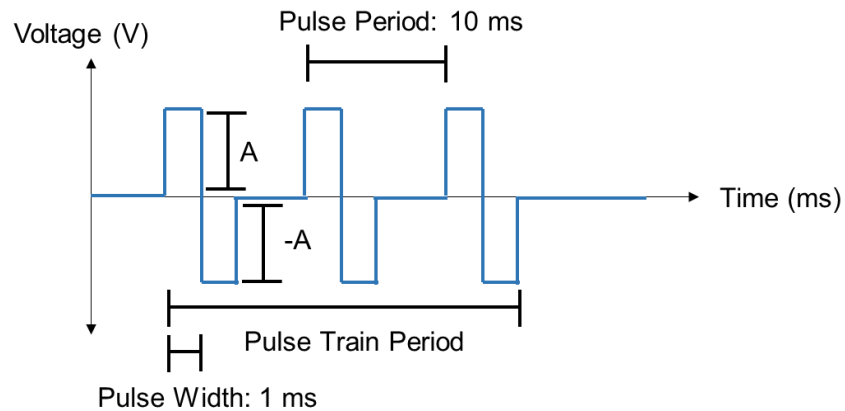 Pulse Period: 10 ms
Voltage (V)
A
Time (ms)
-A
Pulse Train Period
Pulse Width: 1 ms